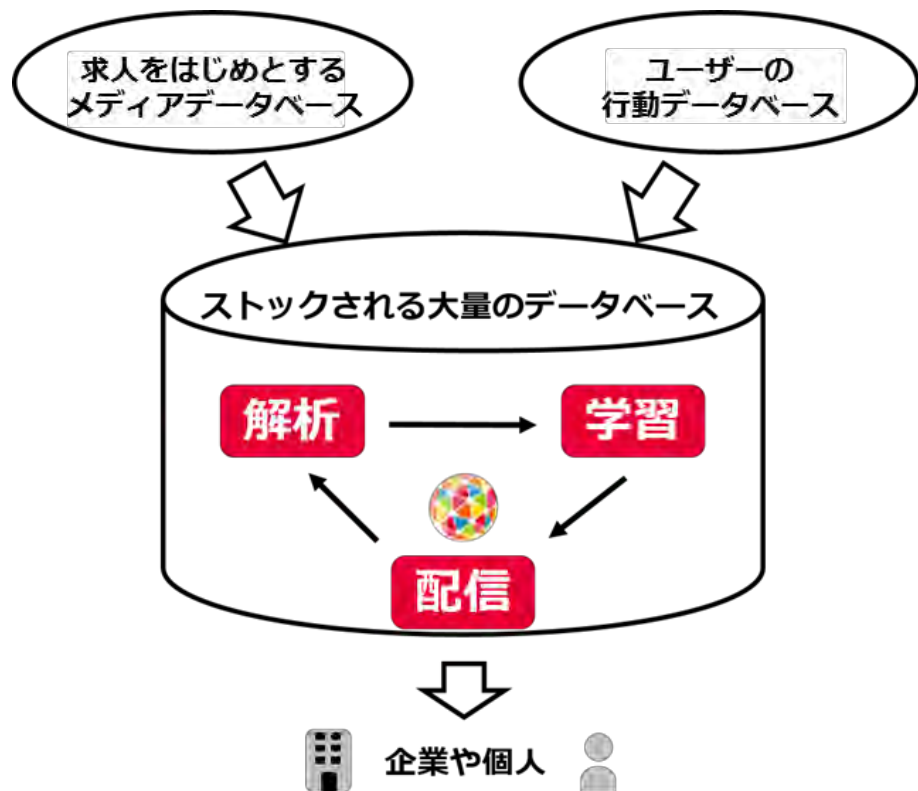 求人をはじめとする
メディアデータベース
ユーザーの
行動データベース
ストックされる大量のデータベース
解析
学習
配信
企業や個人